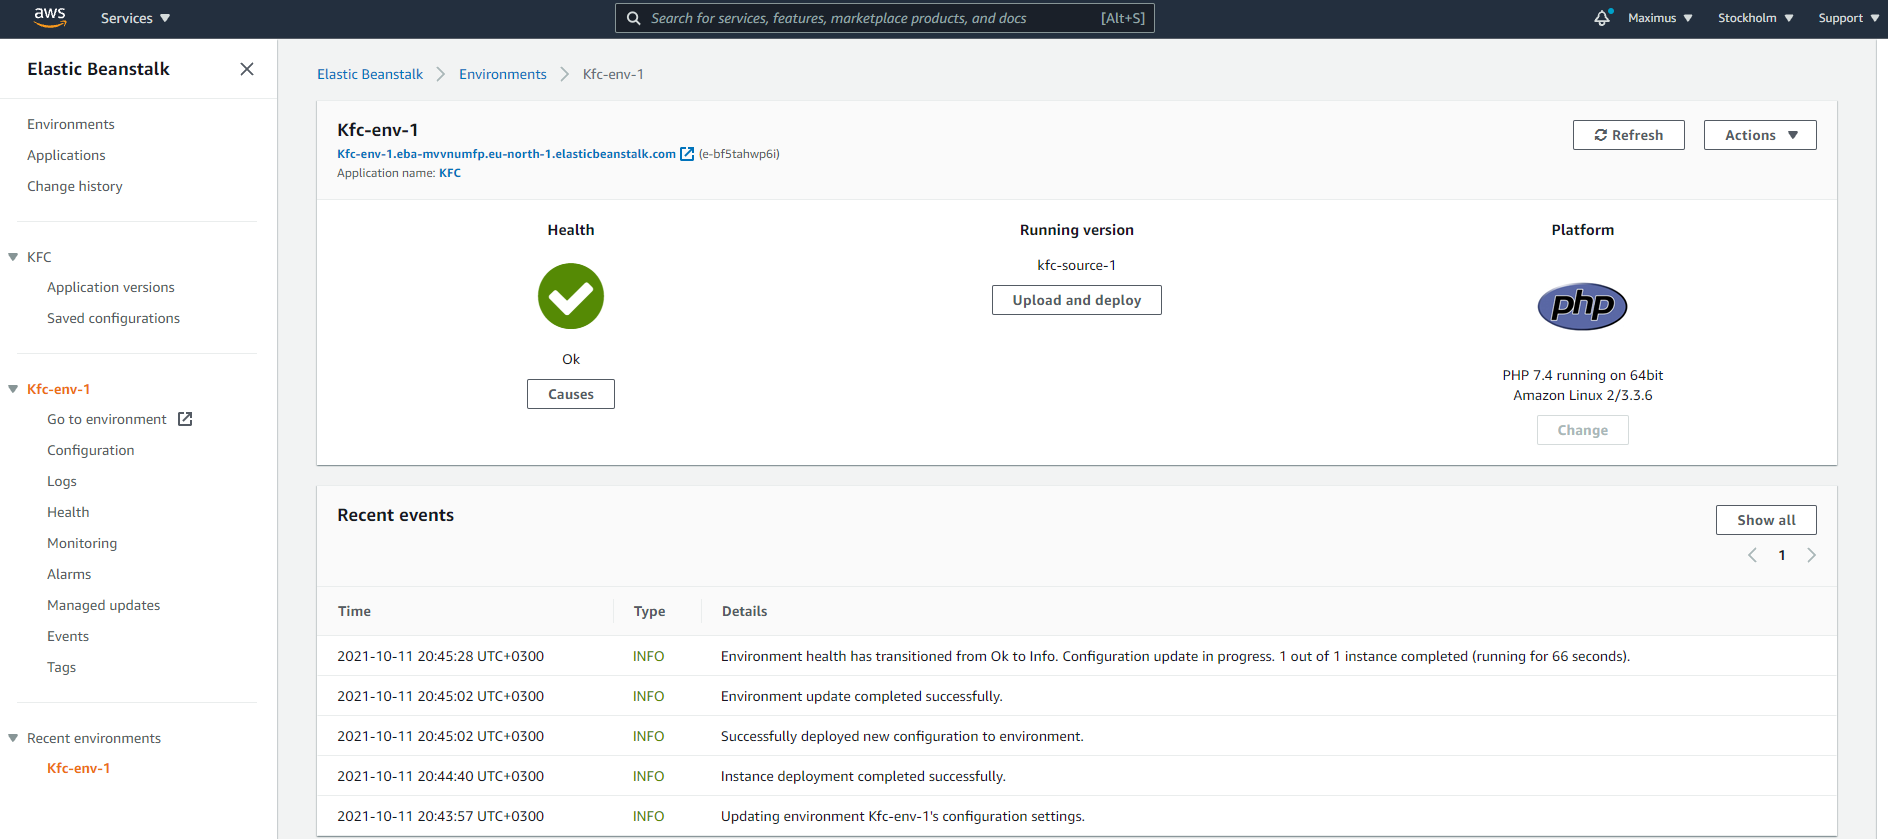 aws Services Search for services, features, marketplace products, and docs [Alt+S] Maximus Stockholm Support
Elastic Beanstalk
Environments
Applications
Change history
KFC
Application versions
Saved configurations
Kfc-env-1
Go to environment
Configuration
Logs
Health
Monitoring
Alarms
Managed updates
Events
Tags
Recent environments
Kfc-env-1
Elastic Beanstalk Environments Kfc-env-1
Kfc-env-1
Kfc-env-1.eba-mvvnumfp.eu-north-1.elasticbeanstalk.com (e-bf5tahwp6i)
Application name: KFC
Refresh Actions
Health
Ok
Causes
Running version
kfc-source-1
Upload and deploy
Platform
php
PHP 7.4 running on 64bit
Amazon Linux 2/3.3.6
Change
Recent events
Show all
1
Time Type Details
2021-10-11 20:45:28 UTC+0300 INFO Environment health has transitioned from Ok to Info. Configuration update in progress. 1 out of 1 instance completed (running for 66 seconds).
2021-10-11 20:45:02 UTC+0300 INFO Environment update completed successfully.
2021-10-11 20:45:02 UTC+0300 INFO Successfully deployed new configuration to environment.
2021-10-11 20:44:40 UTC+0300 INFO Instance deployment completed successfully.
2021-10-11 20:43:57 UTC+0300 INFO Updating environment Kfc-env-1's configuration settings.